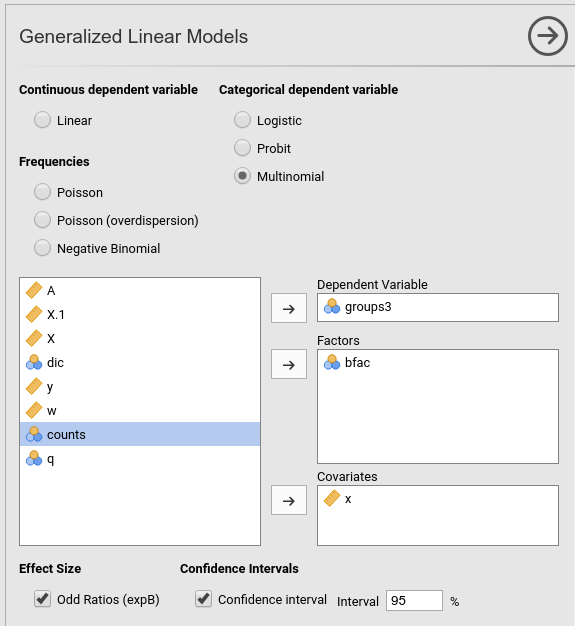 Generalized Linear Models
Continuous dependent variable
Linear
Frequencies
Poisson
Poisson (overdispersion)
Negative Binomial
Categorical dependent variable
Logistic
Probit
Multinomial
A
X.1
X
dic
y
w
counts
q
Dependent Variable
groups3
Factors
bfac
Covariates
x
Effect Size
Odd Ratios (expB)
Confidence Intervals
Confidence interval Interval 95 %